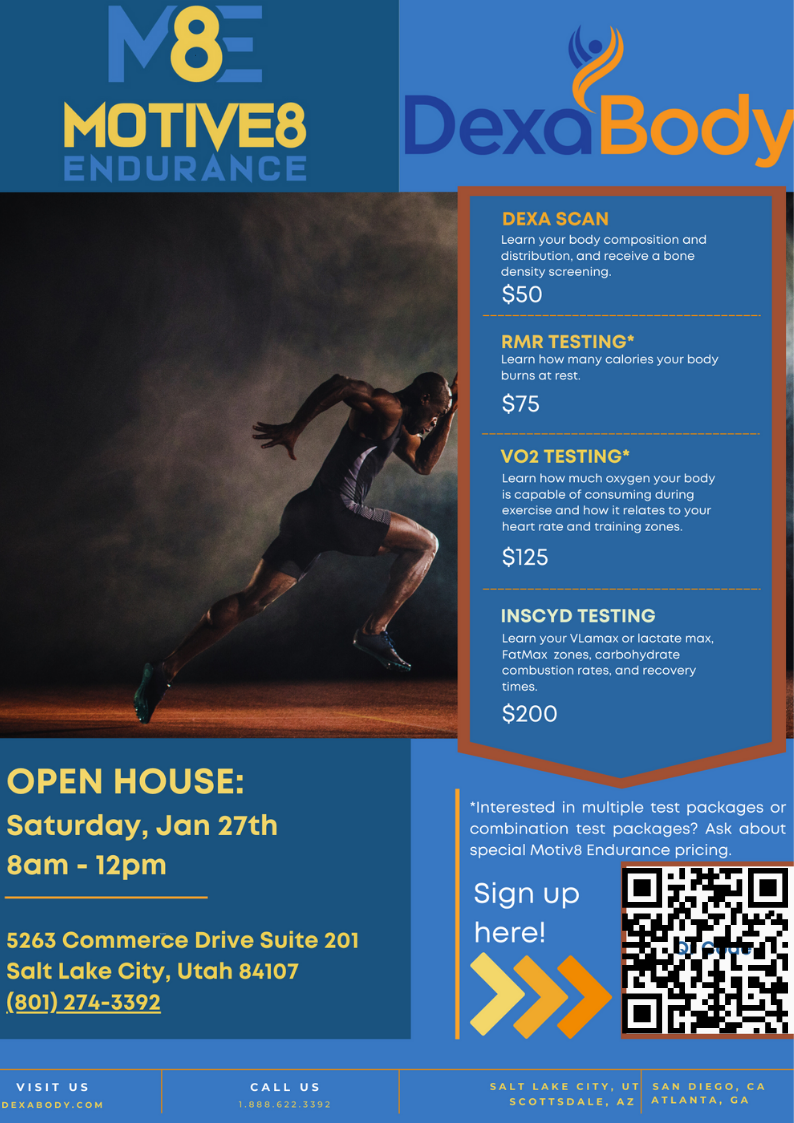 M8E
MOTIVE8
ENDURANCE
DexaBody
DEXA SCAN
Learn your body composition and
distribution, and receive a bone
density screening.
$50
RMR TESTING*
Learn how many calories your body
burns at rest.
$75
VO2 TESTING*
Learn how much oxygen your body
is capable of consuming during
exercise and how it relates to your
heart rate and training zones.
$125
INSCYD TESTING
Learn your VLamax or lactate max,
FatMax zones, carbohydrate
combustion rates, and recovery
times.
$200
OPEN HOUSE:
Saturday, Jan 27th
8am - 12pm
5263 Commerce Drive Suite 201
Salt Lake City, Utah 84107
(801) 274-3392
*Interested in multiple test packages or
combination test packages? Ask about
special Motiv8 Endurance pricing.
Sign up
here!
VISIT US
DEXABODY.COM
CALL US
1.888.622.3392
SALT LAKE CITY, UT
SCOTTSDALE, AZ
SAN DIEGO, CA
ATLANTA, GA